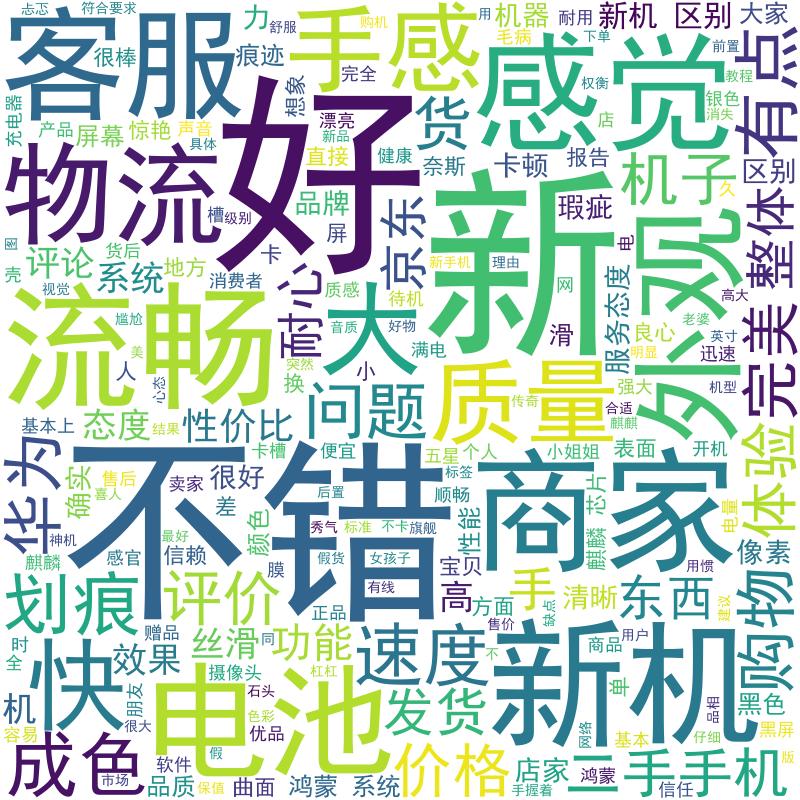 忐忑
符合要求
力
购机
用
机器
耐用
新机
区别
大家
客服
很棒
痕迹
舒服
手感
毛病
下单
感觉
前置
有点
想象
完全
权衡
教程
充电器
产品
屏幕
惊艳
声音
漂亮
货
店
银色
消失
新品
具体
直接
健康
奈斯
卡顿
报告
机子
区别
久
物流
好
槽
级别
品牌
屏
京东
瑕疵
新
外观
整体
图
货后
卡
评论
系统
地方
消费者
耐心
新手机
理由
电
网
高大
壳
视觉
质感
待机
服务态度
老婆
流畅
尴尬
音质
好物
大
满电
滑
良心
英寸
完美
美
突然
小
迅速
明显
人
心态
换
质量
传奇
强大
机型
合适
麒麟
问题
基本上
态度
结果
性价比
华为
卡槽
便宜
五星
个人
小姐姐
表面
开机
体验
确实
售后
喜人
卖家
很好
不错
后置
顺畅
标签
商家
芯片
电量
神机
差
颜色
秀气
标准
不卡
旗舰
性能
麒麟
像素
麒麟
最好
感官
信赖
膜
假货
女孩子
宝贝
用惯
划痕
评价
有线
高
手
清晰
东西
购物
正品
方面
缺点
建议
时
赠品
丝滑
同
功能
速度
售价
商品
用户
全
快
效果
摄像头
杠杠
新机
不
单
品相
黑色
机
朋友
电池
石头
发货
网络
基本
仔细
黑屏
容易
很大
色彩
优品
成色
市场
软件
假
价格
店家
二手手机
版
品质
保值
曲面
鸿蒙
系统
手握着
鸿蒙
信任